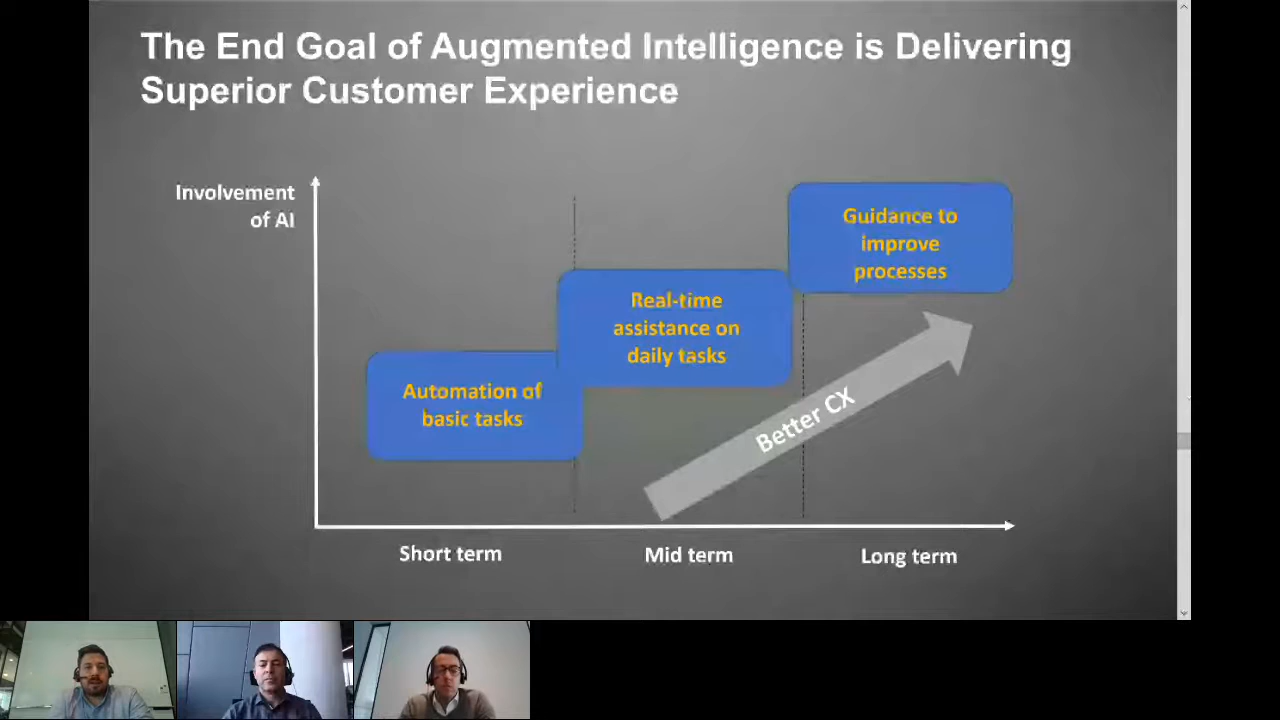 The End Goal of Augmented Intelligence is Delivering
Superior Customer Experience
Involvement
of AI
Guidance to
improve
processes
Real-time
assistance on
daily tasks
Automation of
basic tasks
Better CX
Short term
Mid term
Long term